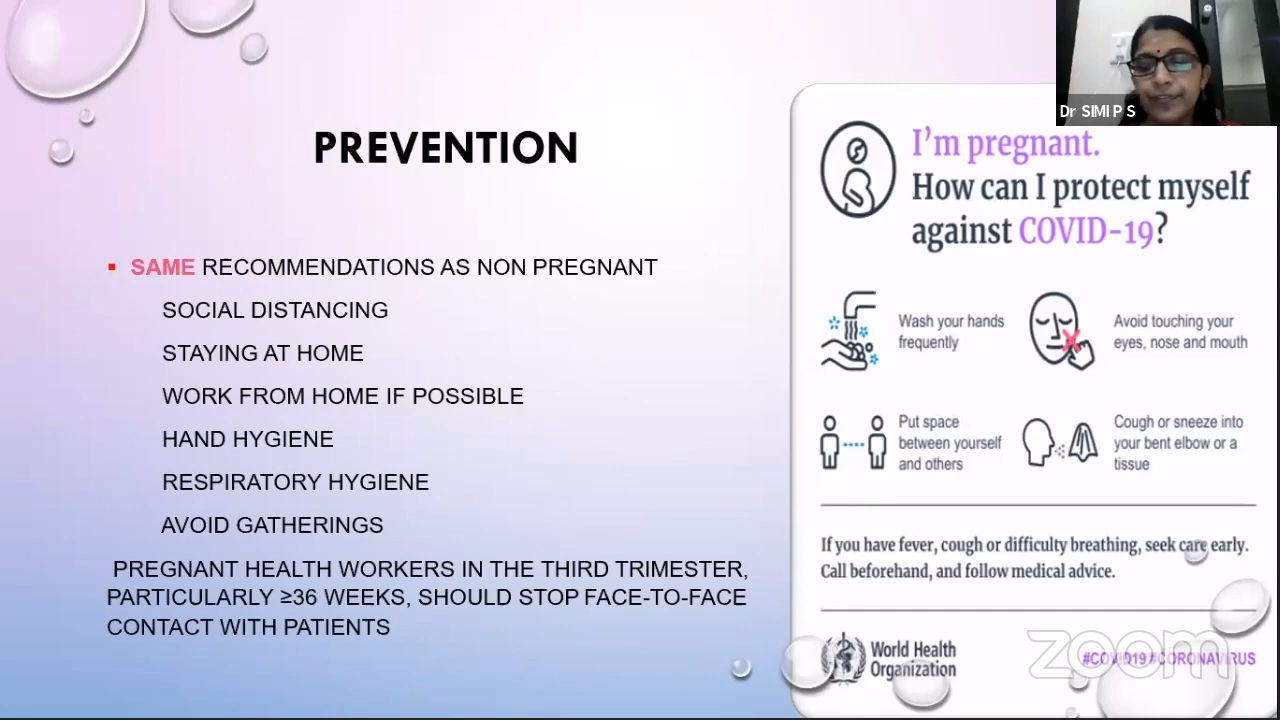 PREVENTION
SAME RECOMMENDATIONS AS NON PREGNANT
SOCIAL DISTANCING
STAYING AT HOME
WORK FROM HOME IF POSSIBLE
HAND HYGIENE
RESPIRATORY HYGIENE
AVOID GATHERINGS
PREGNANT HEALTH WORKERS IN THE THIRD TRIMESTER,
PARTICULARLY ≥36 WEEKS, SHOULD STOP FACE-TO-FACE
CONTACT WITH PATIENTS
Dr SIMI P S
I'm pregnant.
How can I protect myself
against COVID-19?
Wash your hands
frequently
Avoid touching your
eyes, nose and mouth
Put space
between yourself
and others
Cough or sneeze into
your bent elbow or a
tissue
If you have fever, cough or difficulty breathing, seek care early.
Call beforehand, and follow medical advice.
World Health
Organization
#COVID19 #CORONAVIRUS
zoom